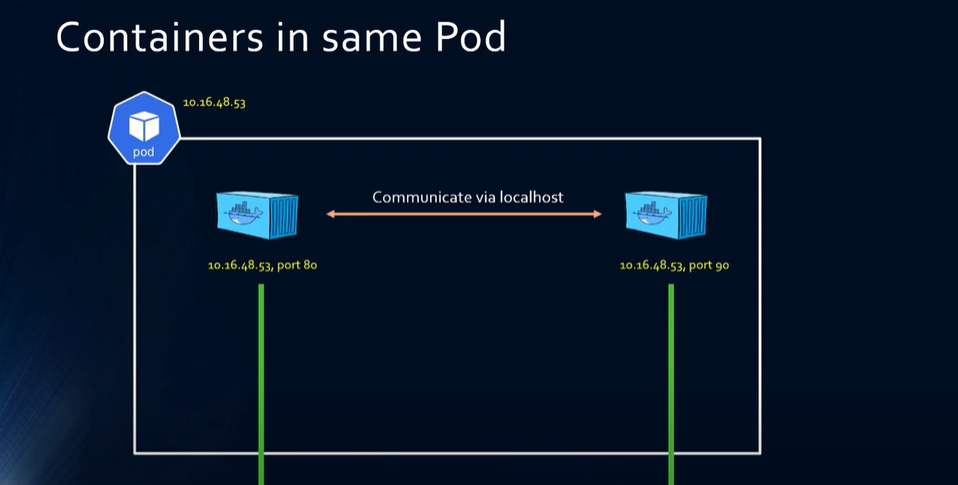 Containers in same Pod
10.16.48.53
pod
Communicate via localhost
10.16.48.53, port 80
10.16.48.53, port 90